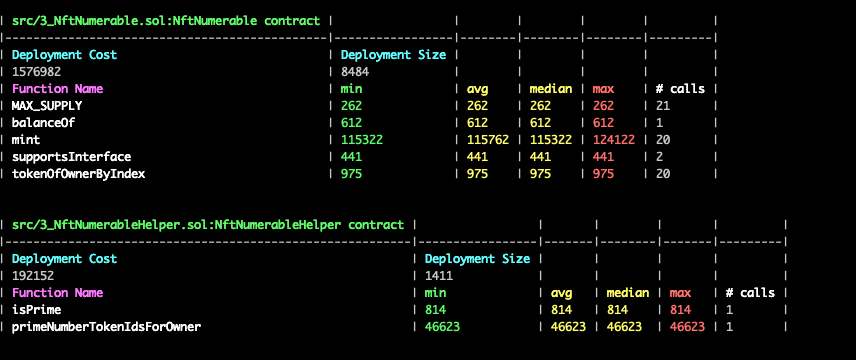 | src/3_NftNumerable.sol:NftNumerable contract | | | | | |
|----------------------------------------------|-----------------|--------|--------|--------|---------|
| Deployment Cost | Deployment Size | | | | |
| 1576982 | 8484 | | | | |
| Function Name | min | avg | median | max | # calls |
| MAX_SUPPLY | 262 | 262 | 262 | 262 | 21 |
| balanceOf | 612 | 612 | 612 | 612 | 1 |
| mint | 115322 | 115762 | 115322 | 124122 | 20 |
| supportsInterface | 441 | 441 | 441 | 441 | 2 |
| tokenOfOwnerByIndex | 975 | 975 | 975 | 975 | 20 |
| src/3_NftNumerableHelper.sol:NftNumerableHelper contract | | | | | |
|----------------------------------------------------------|-----------------|-------|--------|-------|---------|
| Deployment Cost | Deployment Size | | | | |
| 192152 | 1411 | | | | |
| Function Name | min | avg | median | max | # calls |
| isPrime | 814 | 814 | 814 | 814 | 1 |
| primeNumberTokenIdsForOwner | 46623 | 46623 | 46623 | 46623 | 1 |